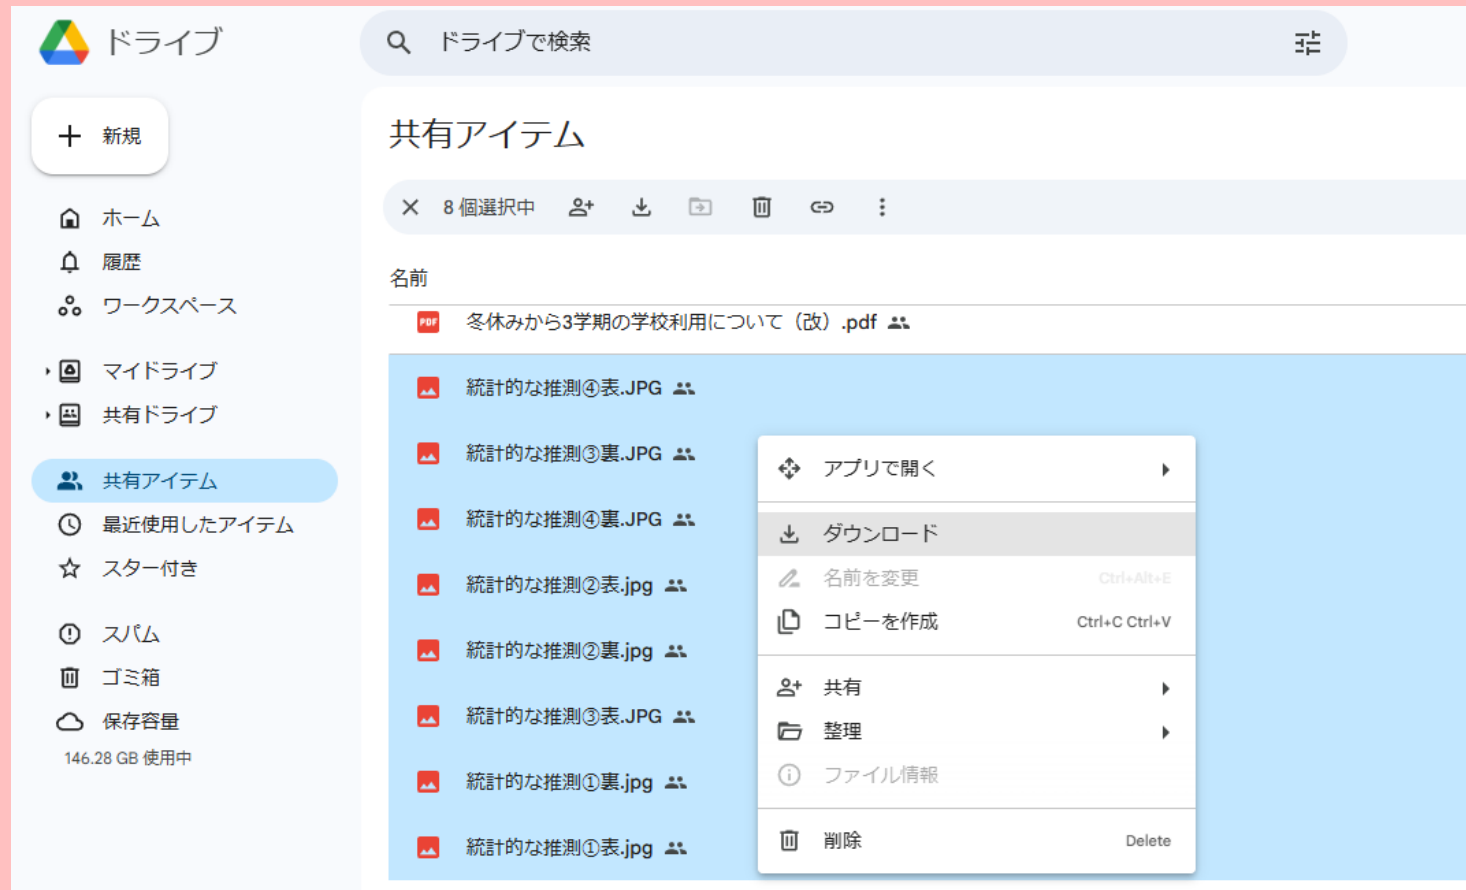 ドライブ
ドライブで検索
新規
共有アイテム
8 個選択中
ホーム
履歴
ワークスペース
マイドライブ
共有ドライブ
共有アイテム
最近使用したアイテム
スター付き
スパム
ゴミ箱
保存容量
146.28 GB 使用中
名前
PDF 冬休みから3学期の学校利用について（改）.pdf
統計的な推測④表.JPG
統計的な推測③裏.JPG
統計的な推測④裏.JPG
統計的な推測②表.jpg
統計的な推測②裏.jpg
統計的な推測③表.JPG
統計的な推測①裏.jpg
統計的な推測①表.jpg
アプリで開く
ダウンロード
名前を変更 Ctrl+Alt+E
コピーを作成 Ctrl+C Ctrl+V
共有
整理
ファイル情報
削除 Delete